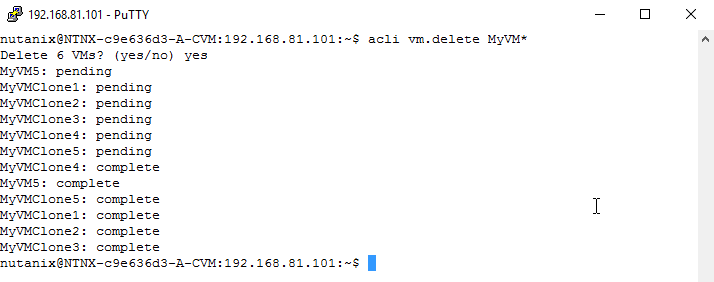 192.168.81.101 - PuTTY
nutanix@NTNX-c9e636d3-A-CVM:192.168.81.101:~$ acli vm.delete MyVM*
Delete 6 VMs? (yes/no) yes
MyVM5: pending
MyVMClone1: pending
MyVMClone2: pending
MyVMClone3: pending
MyVMClone4: pending
MyVMClone5: pending
MyVMClone4: complete
MyVM5: complete
MyVMClone5: complete
MyVMClone1: complete
MyVMClone2: complete
MyVMClone3: complete
nutanix@NTNX-c9e636d3-A-CVM:192.168.81.101:~$